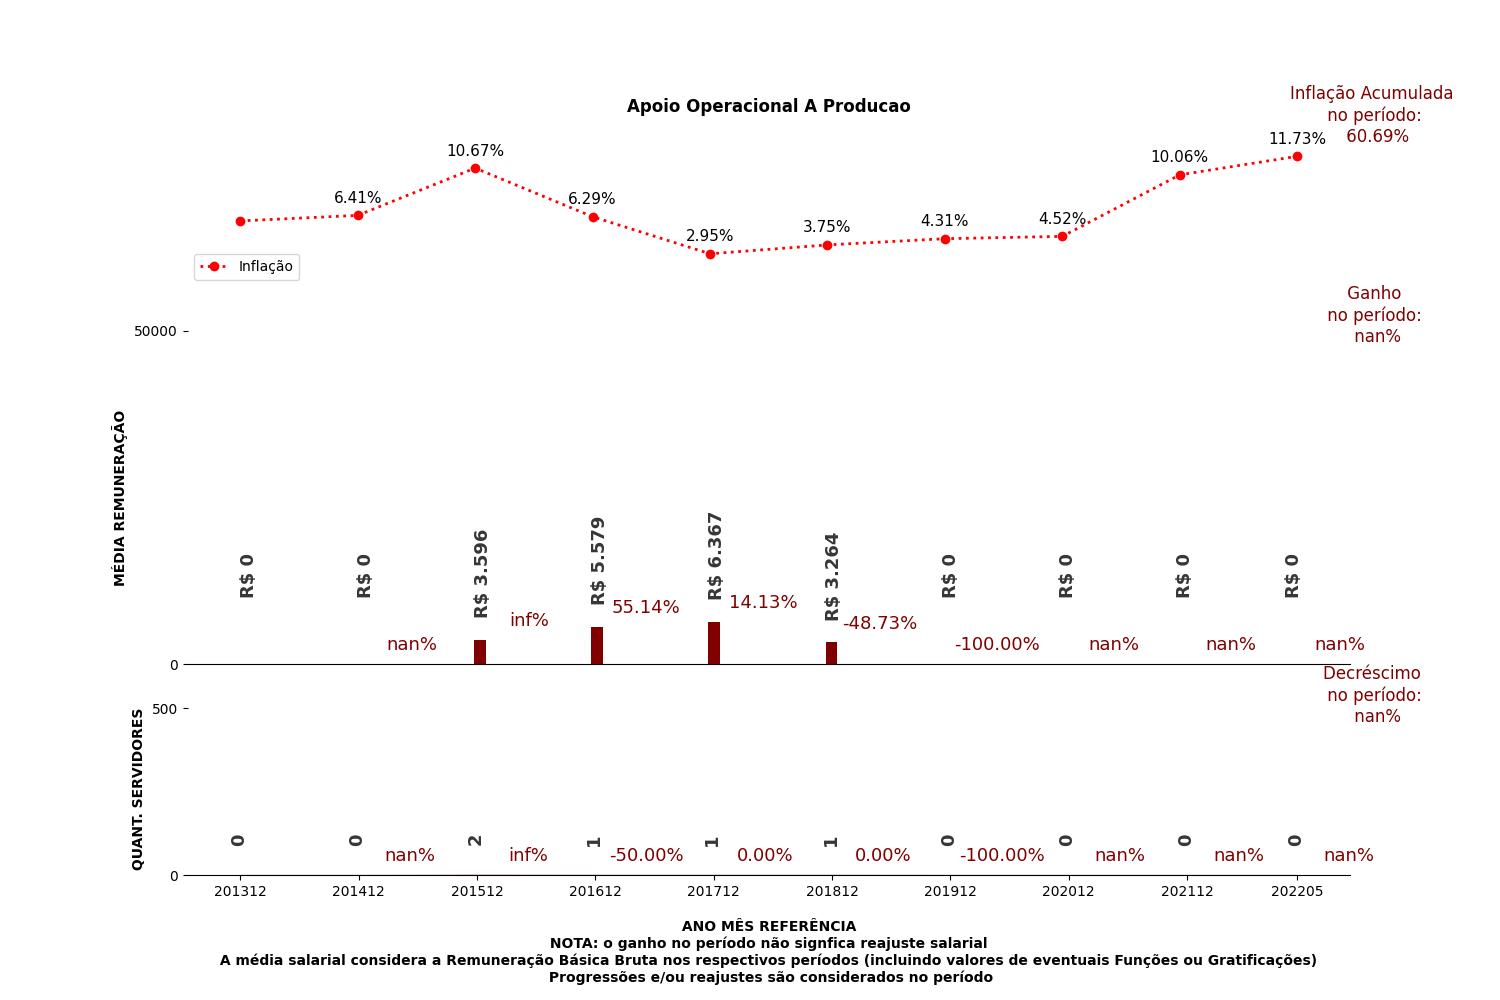 Apoio Operacional A Producao
Inflação Acumulada
no período:
60.69%
6.41%
10.67%
6.29%
2.95%
3.75%
4.31%
4.52%
10.06%
11.73%
Inflação
Ganho
no período:
nan%
50000
0
MÉDIA REMUNERAÇÃO
R$ 0
R$ 0
R$ 3.596
R$ 5.579
R$ 6.367
R$ 3.264
R$ 0
R$ 0
R$ 0
R$ 0
nan%
inf%
55.14%
14.13%
-48.73%
-100.00%
nan%
nan%
nan%
Decréscimo
no período:
nan%
500
0
QUANT. SERVIDORES
0
0
2
1
1
1
0
0
0
0
nan%
inf%
-50.00%
0.00%
0.00%
-100.00%
nan%
nan%
nan%
201312
201412
201512
201612
201712
201812
201912
202012
202112
202205
ANO MÊS REFERÊNCIA
NOTA: o ganho no período não signfica reajuste salarial
A média salarial considera a Remuneração Básica Bruta nos respectivos períodos (incluindo valores de eventuais Funções ou Gratificações)
Progressões e/ou reajustes são considerados no período